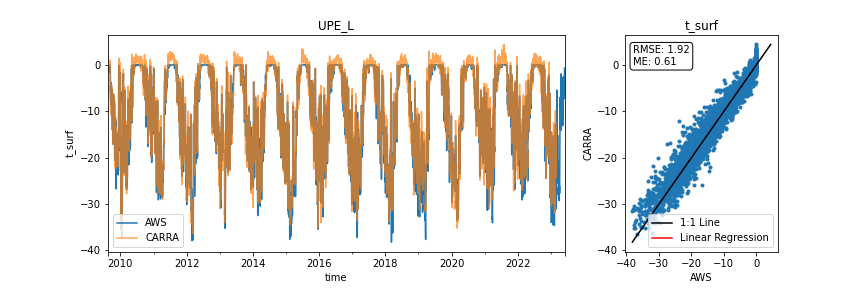 UPE_L
t_surf
0
−10
−20
−30
−40
AWS
CARRA
2010
2012
2014
2016
2018
2020
2022
time
t_surf
CARRA
0
−10
−20
−30
−40
RMSE: 1.92
ME: 0.61
1:1 Line
Linear Regression
−40
−30
−20
−10
0
AWS